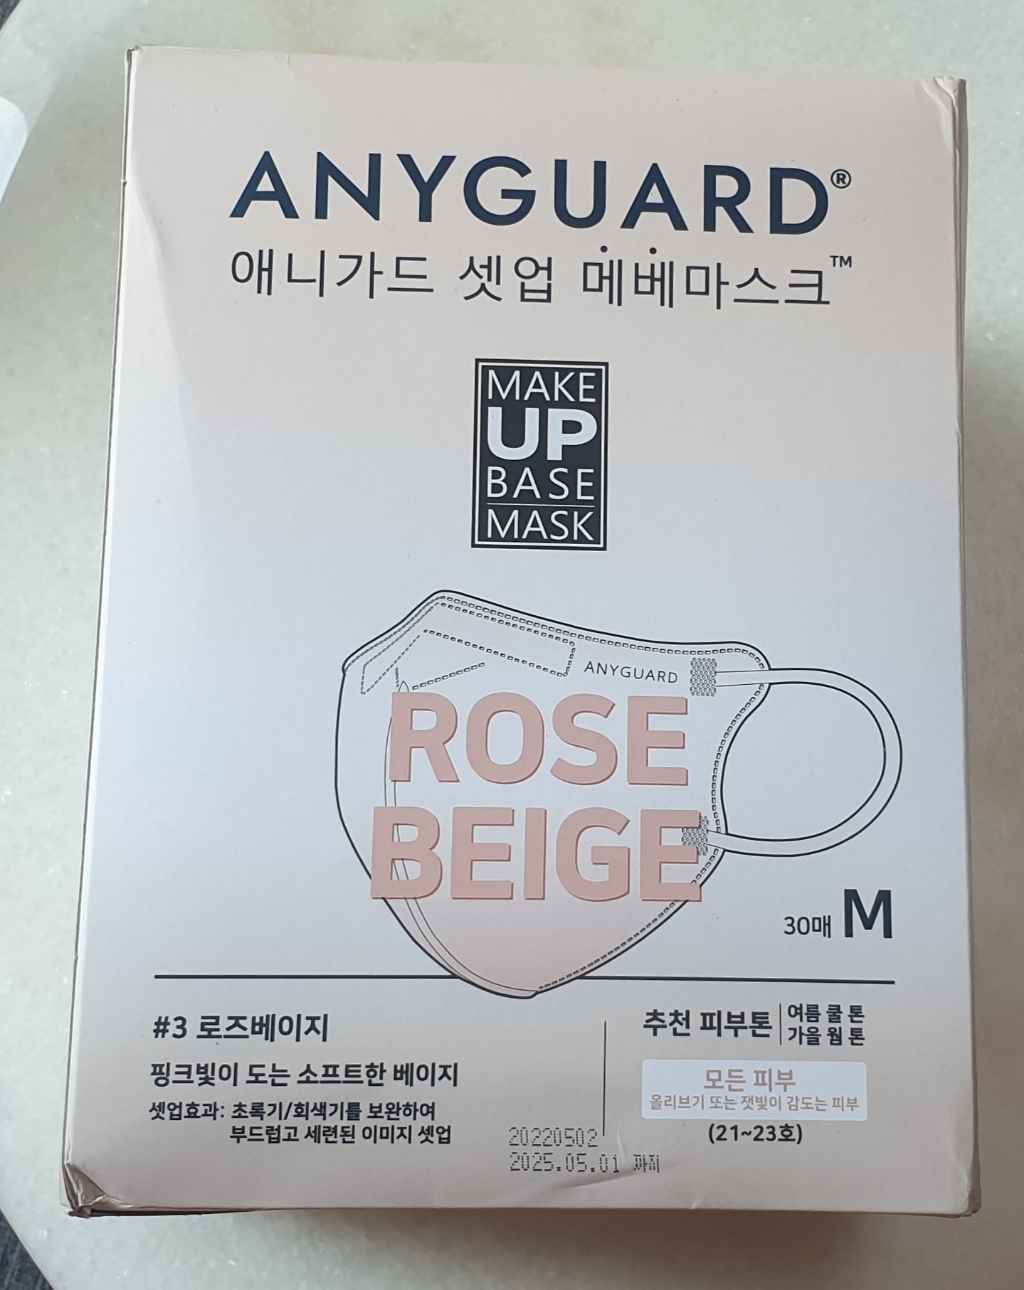 ANYGUARD®
애니가드 셋업 메베마스크™
MAKE
UP
BASE
MASK
ANYGUARD
ROSE
BEIGE
30매 M
#3 로즈베이지
핑크빛이 도는 소프트한 베이지
셋업효과: 초록기/회색기를 보완하여
부드럽고 세련된 이미지 셋업
추천 피부톤
여름 쿨 톤
가을 웜 톤
모든 피부
올리브기 또는 잿빛이 감도는 피부
(21~23호)
20220502
2025.05.01 까지